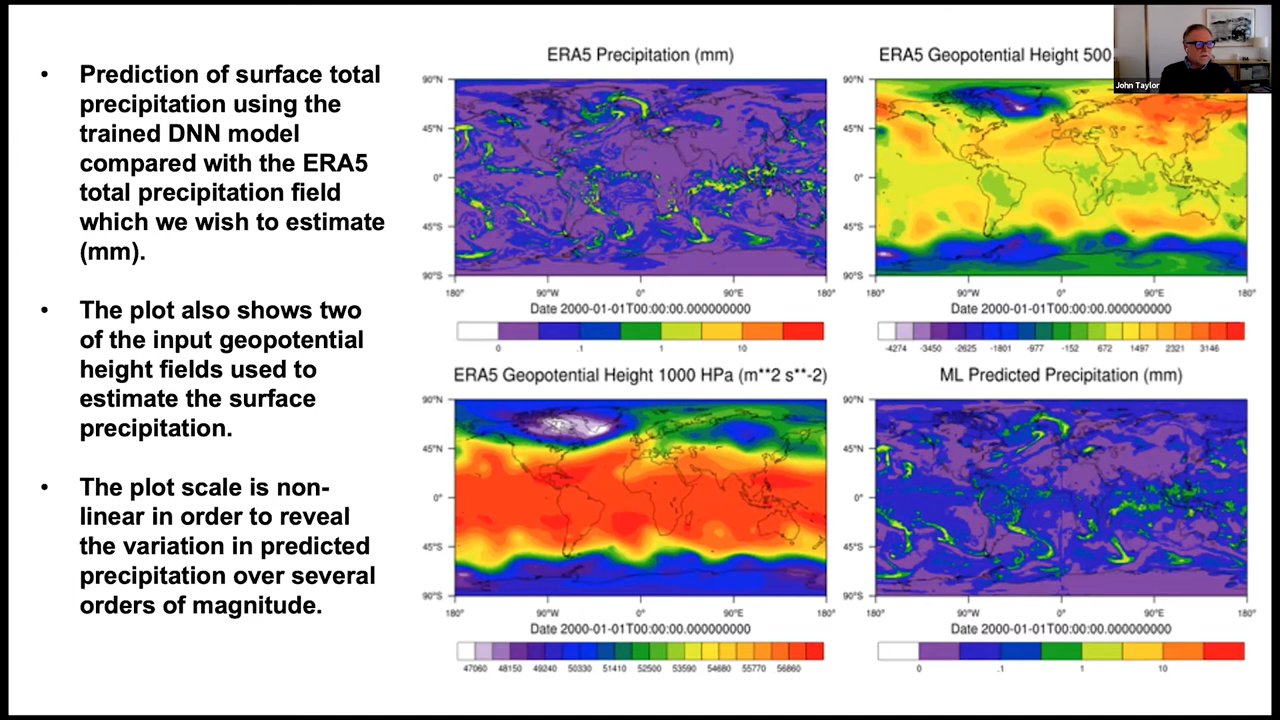 • Prediction of surface total
precipitation using the
trained DNN model
compared with the ERA5
total precipitation field
which we wish to estimate
(mm).
• The plot also shows two
of the input geopotential
height fields used to
estimate the surface
precipitation.
• The plot scale is non-
linear in order to reveal
the variation in predicted
precipitation over several
orders of magnitude.
ERA5 Precipitation (mm)
90°N
45°N
0°
45°S
90°S
180° 90°W 0° 90°E 180°
Date 2000-01-01T00:00:00.000000000
0 .1 1 10
ERA5 Geopotential Height 500
90°N
45°N
0°
45°S
90°S
180° 90°W 0° 90°E 180°
Date 2000-01-01T00:00:00.000000000
-4274 -3450 -2625 -1801 -977 -152 672 1497 2321 3146
John Taylor
ERA5 Geopotential Height 1000 HPa (m**2 s**-2)
90°N
45°N
0°
45°S
90°S
180° 90°W 0° 90°E 180°
Date 2000-01-01T00:00:00.000000000
47060 48150 49240 50330 51410 52500 53590 54680 55770 56860
ML Predicted Precipitation (mm)
90°N
45°N
0°
45°S
90°S
180° 90°W 0° 90°E 180°
Date 2000-01-01T00:00:00.000000000
0 .1 1 10